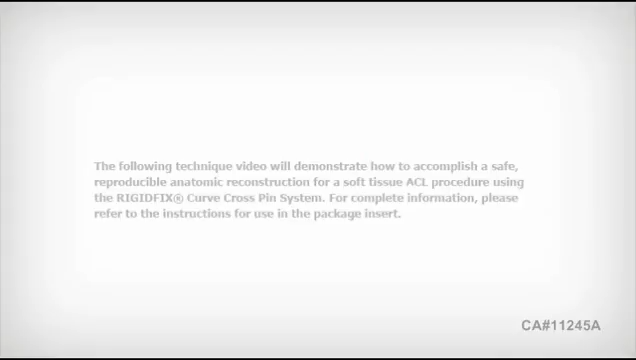 The following technique video will demonstrate how to accomplish a safe,
reproducible anatomic reconstruction for a soft tissue ACL procedure using
the RIGIDFIX® Curve Cross Pin System. For complete information, please
refer to the instructions for use in the package insert.
CA#11245A